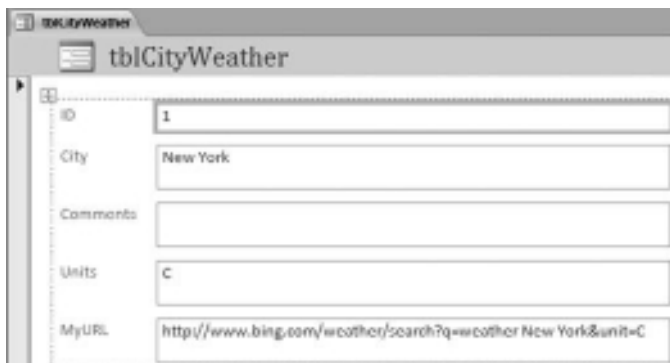 tblCityWeather
tblCityWeather
ID
1
City
New York
Comments
Units
C
MyURL
http://www.bing.com/weather/search?q=weather New York&unit=C